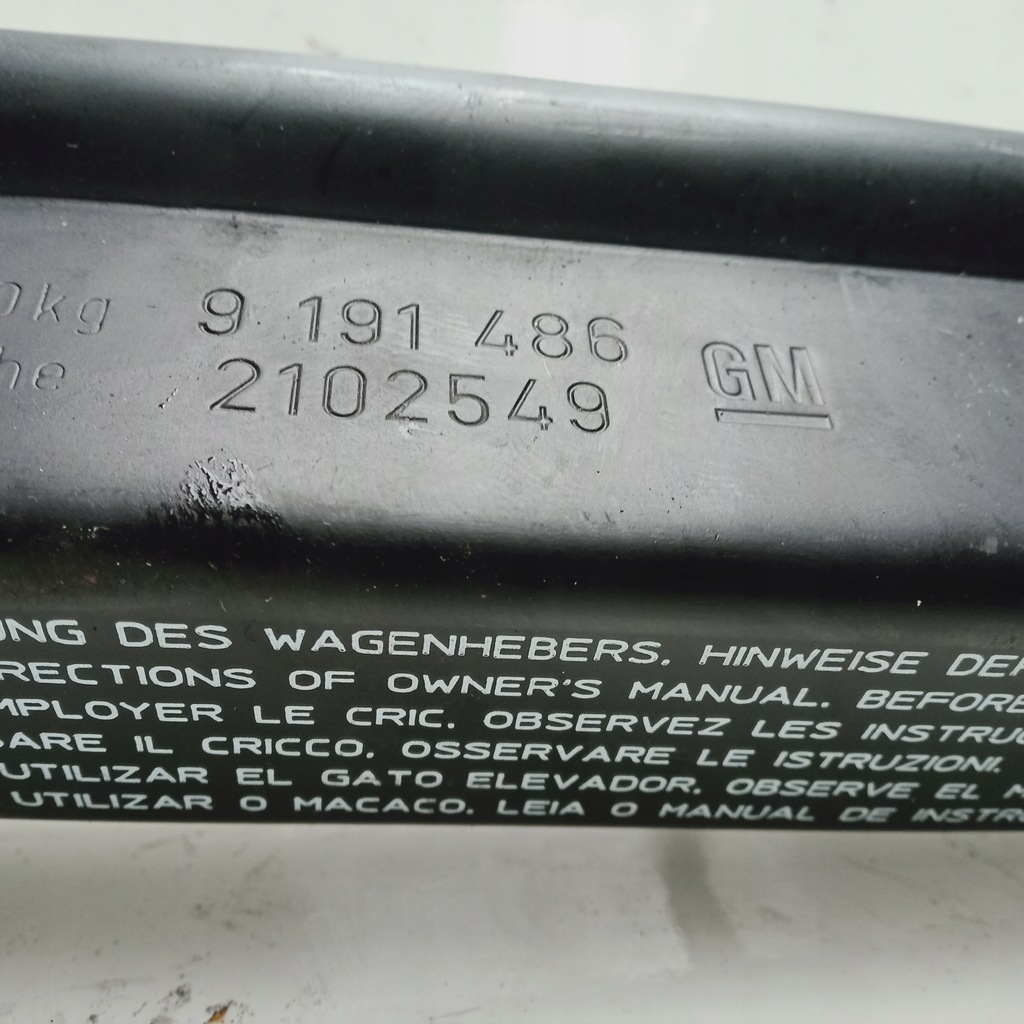 0kg 9 191 486 GM
he 2102549
UNG DES WAGENHEBERS. HINWEISE DER
RECTIONS OF OWNER'S MANUAL. BEFORE
MPLOYER LE CRIC. OBSERVEZ LES INSTRUC
ARE IL CRICCO. OSSERVARE LE ISTRUZIONI.
UTILIZAR EL GATO ELEVADOR. OBSERVE EL M
UTILIZAR O MACACO. LEIA O MANUAL DE INSTRU